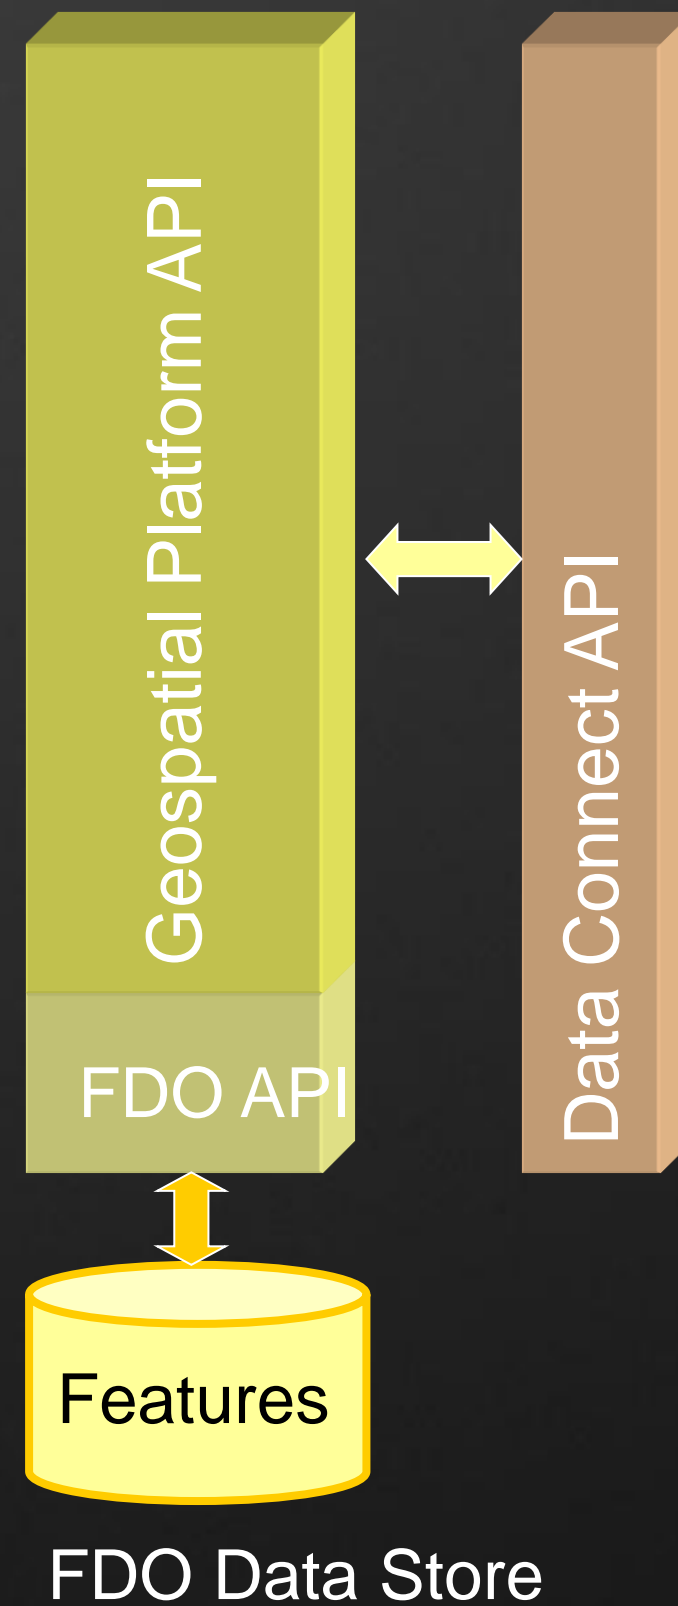 Geospatial Platform API
Data Connect API
FDO API
Features
FDO Data Store